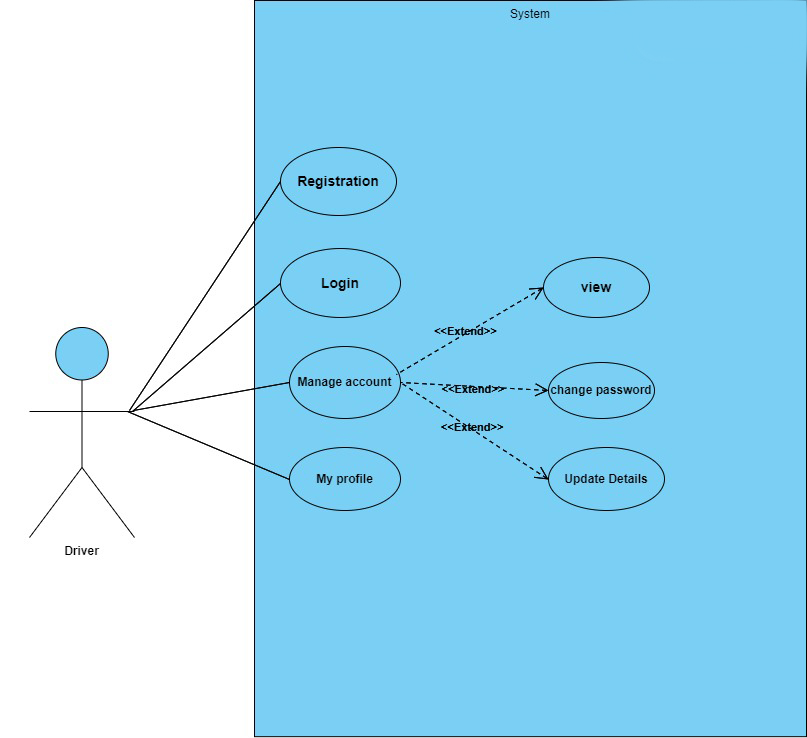 System
Registration
Login
view
<<Extend>>
Manage account
<<Extend>>
change password
<<Extend>>
My profile
Update Details
Driver